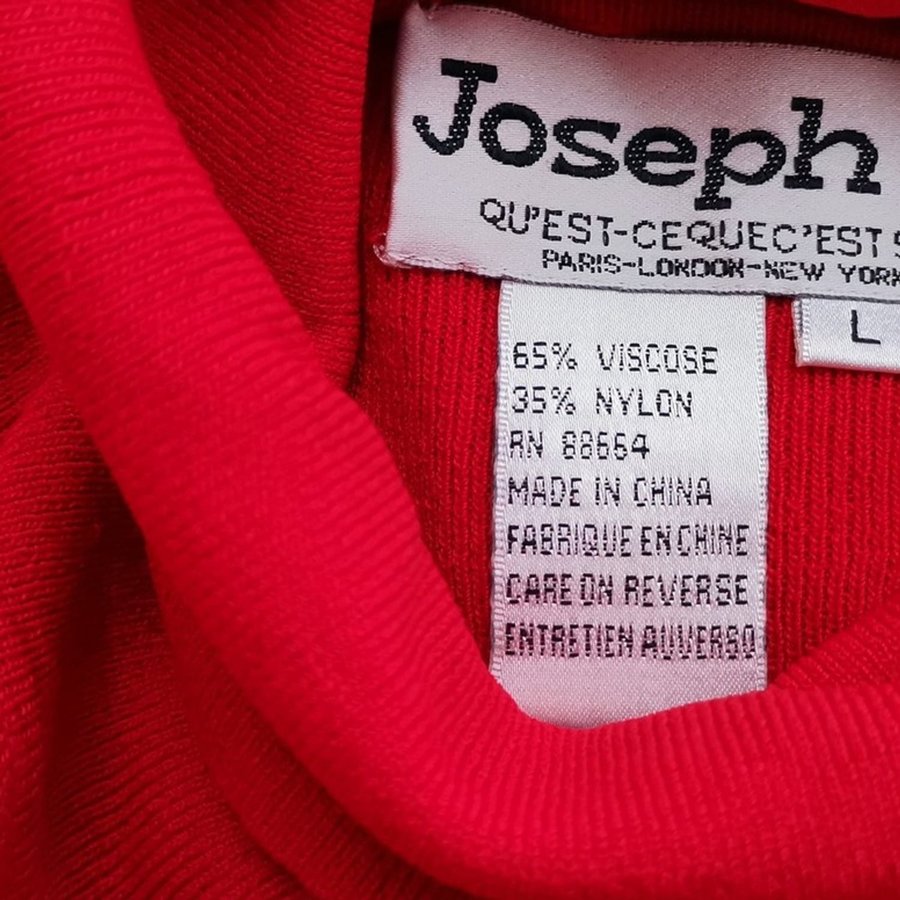 Joseph
QU'EST-CEQUEC'EST
PARIS-LONDON-NEW YORK
L
65% VISCOSE
35% NYLON
RN 88664
MADE IN CHINA
FABRIQUE EN CHINE
CARE ON REVERSE
ENTRETIEN AU VERSO